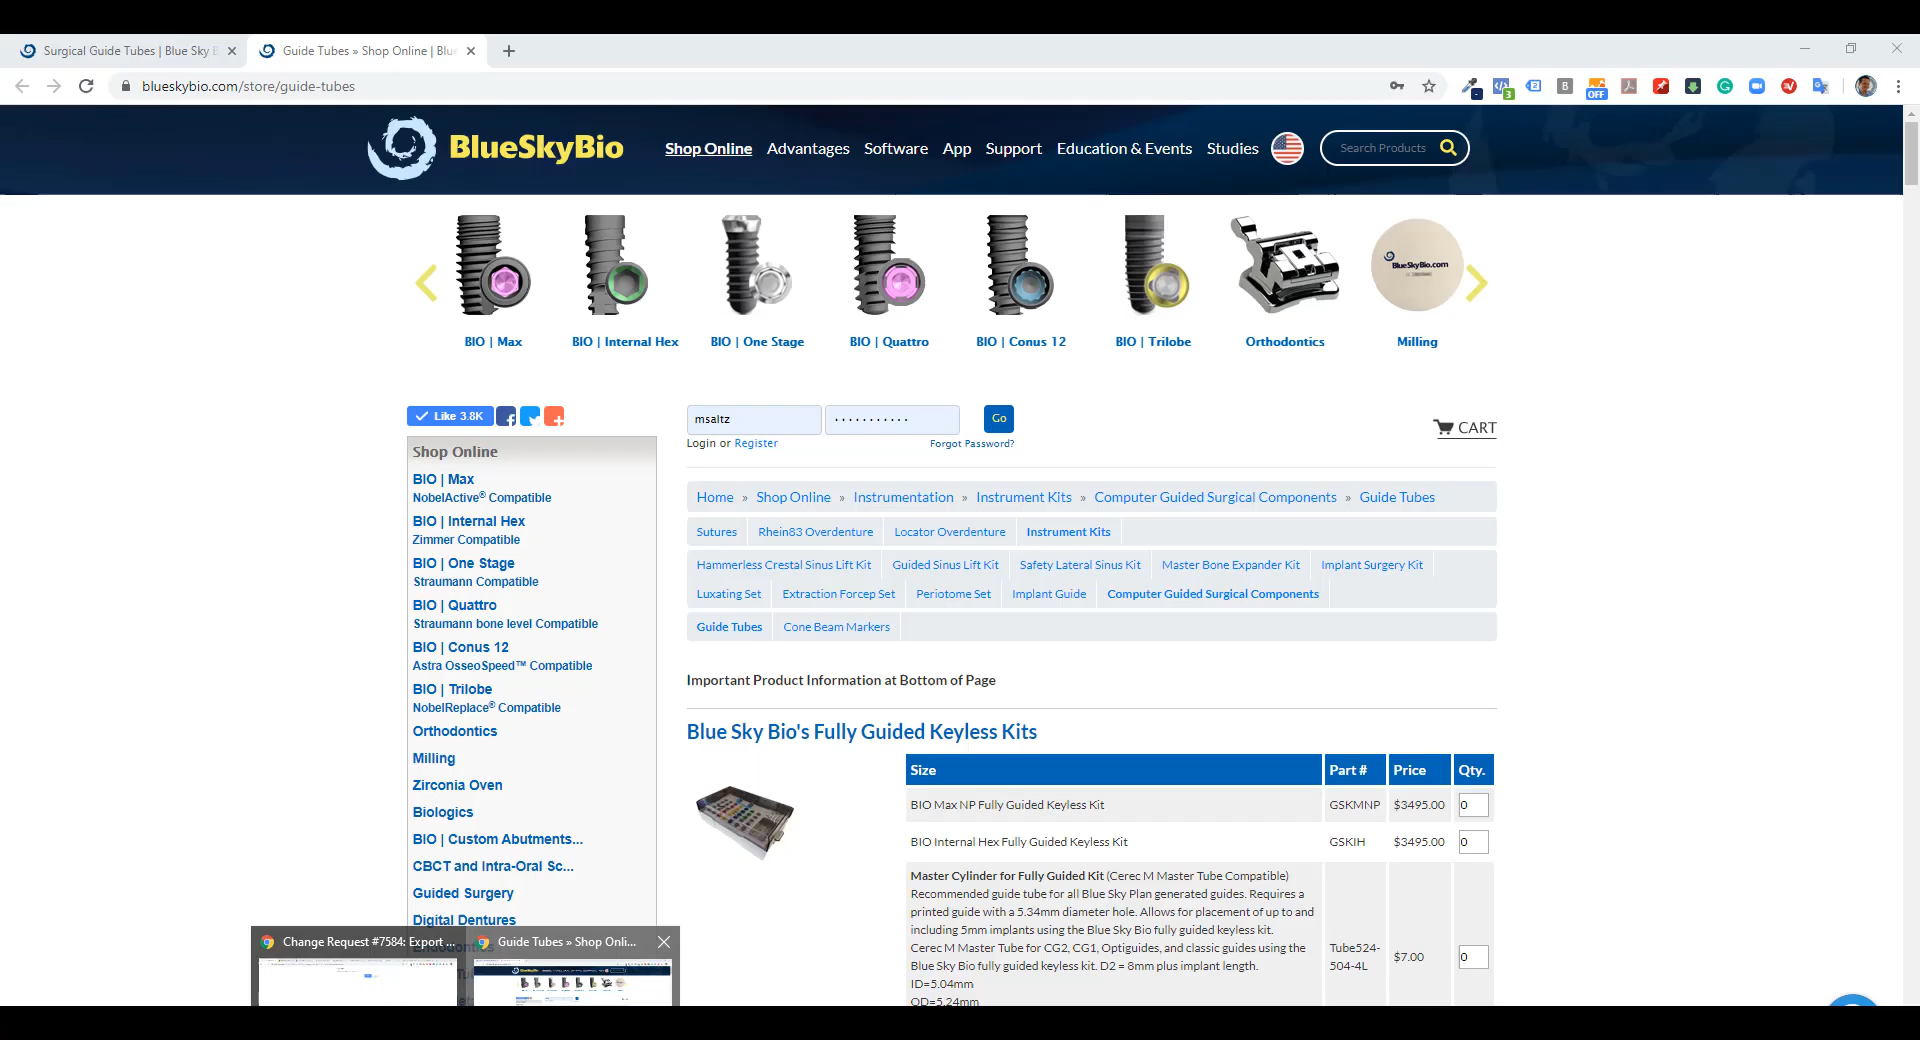 Surgical Guide Tubes | Blue Sky B
Guide Tubes » Shop Online | Blue
blueskybio.com/store/guide-tubes
BlueSkyBio
Shop Online
Advantages
Software
App
Support
Education & Events
Studies
Search Products
BIO | Max
BIO | Internal Hex
BIO | One Stage
BIO | Quattro
BIO | Conus 12
BIO | Trilobe
Orthodontics
Milling
BlueSkyBio.com
Like 3.8K
msaltz
Go
Login or Register
Forgot Password?
CART
Shop Online
BIO | Max
NobelActive® Compatible
BIO | Internal Hex
Zimmer Compatible
BIO | One Stage
Straumann Compatible
BIO | Quattro
Straumann bone level Compatible
BIO | Conus 12
Astra OsseoSpeed™ Compatible
BIO | Trilobe
NobelReplace® Compatible
Orthodontics
Milling
Zirconia Oven
Biologics
BIO | Custom Abutments...
CBCT and Intra-Oral Sc...
Guided Surgery
Digital Dentures
Home » Shop Online » Instrumentation » Instrument Kits » Computer Guided Surgical Components » Guide Tubes
Sutures
Rhein83 Overdenture
Locator Overdenture
Instrument Kits
Hammerless Crestal Sinus Lift Kit
Guided Sinus Lift Kit
Safety Lateral Sinus Kit
Master Bone Expander Kit
Implant Surgery Kit
Luxating Set
Extraction Forcep Set
Periotome Set
Implant Guide
Computer Guided Surgical Components
Guide Tubes
Cone Beam Markers
Important Product Information at Bottom of Page
Blue Sky Bio's Fully Guided Keyless Kits
Size Part # Price Qty.
BIO Max NP Fully Guided Keyless Kit GSKMNP $3495.00 0
BIO Internal Hex Fully Guided Keyless Kit GSKIH $3495.00 0
Master Cylinder for Fully Guided Kit (Cerec M Master Tube Compatible)
Recommended guide tube for all Blue Sky Plan generated guides. Requires a
printed guide with a 5.34mm diameter hole. Allows for placement of up to and
including 5mm implants using the Blue Sky Bio fully guided keyless kit.
Cerec M Master Tube for CG2, CG1, Optiguides, and classic guides using the
Blue Sky Bio fully guided keyless kit. D2 = 8mm plus implant length.
ID=5.04mm
OD=5.24mm
Tube524-
504-4L
$7.00
0
Change Request #7584: Export ...
Guide Tubes » Shop Onli...
OFF